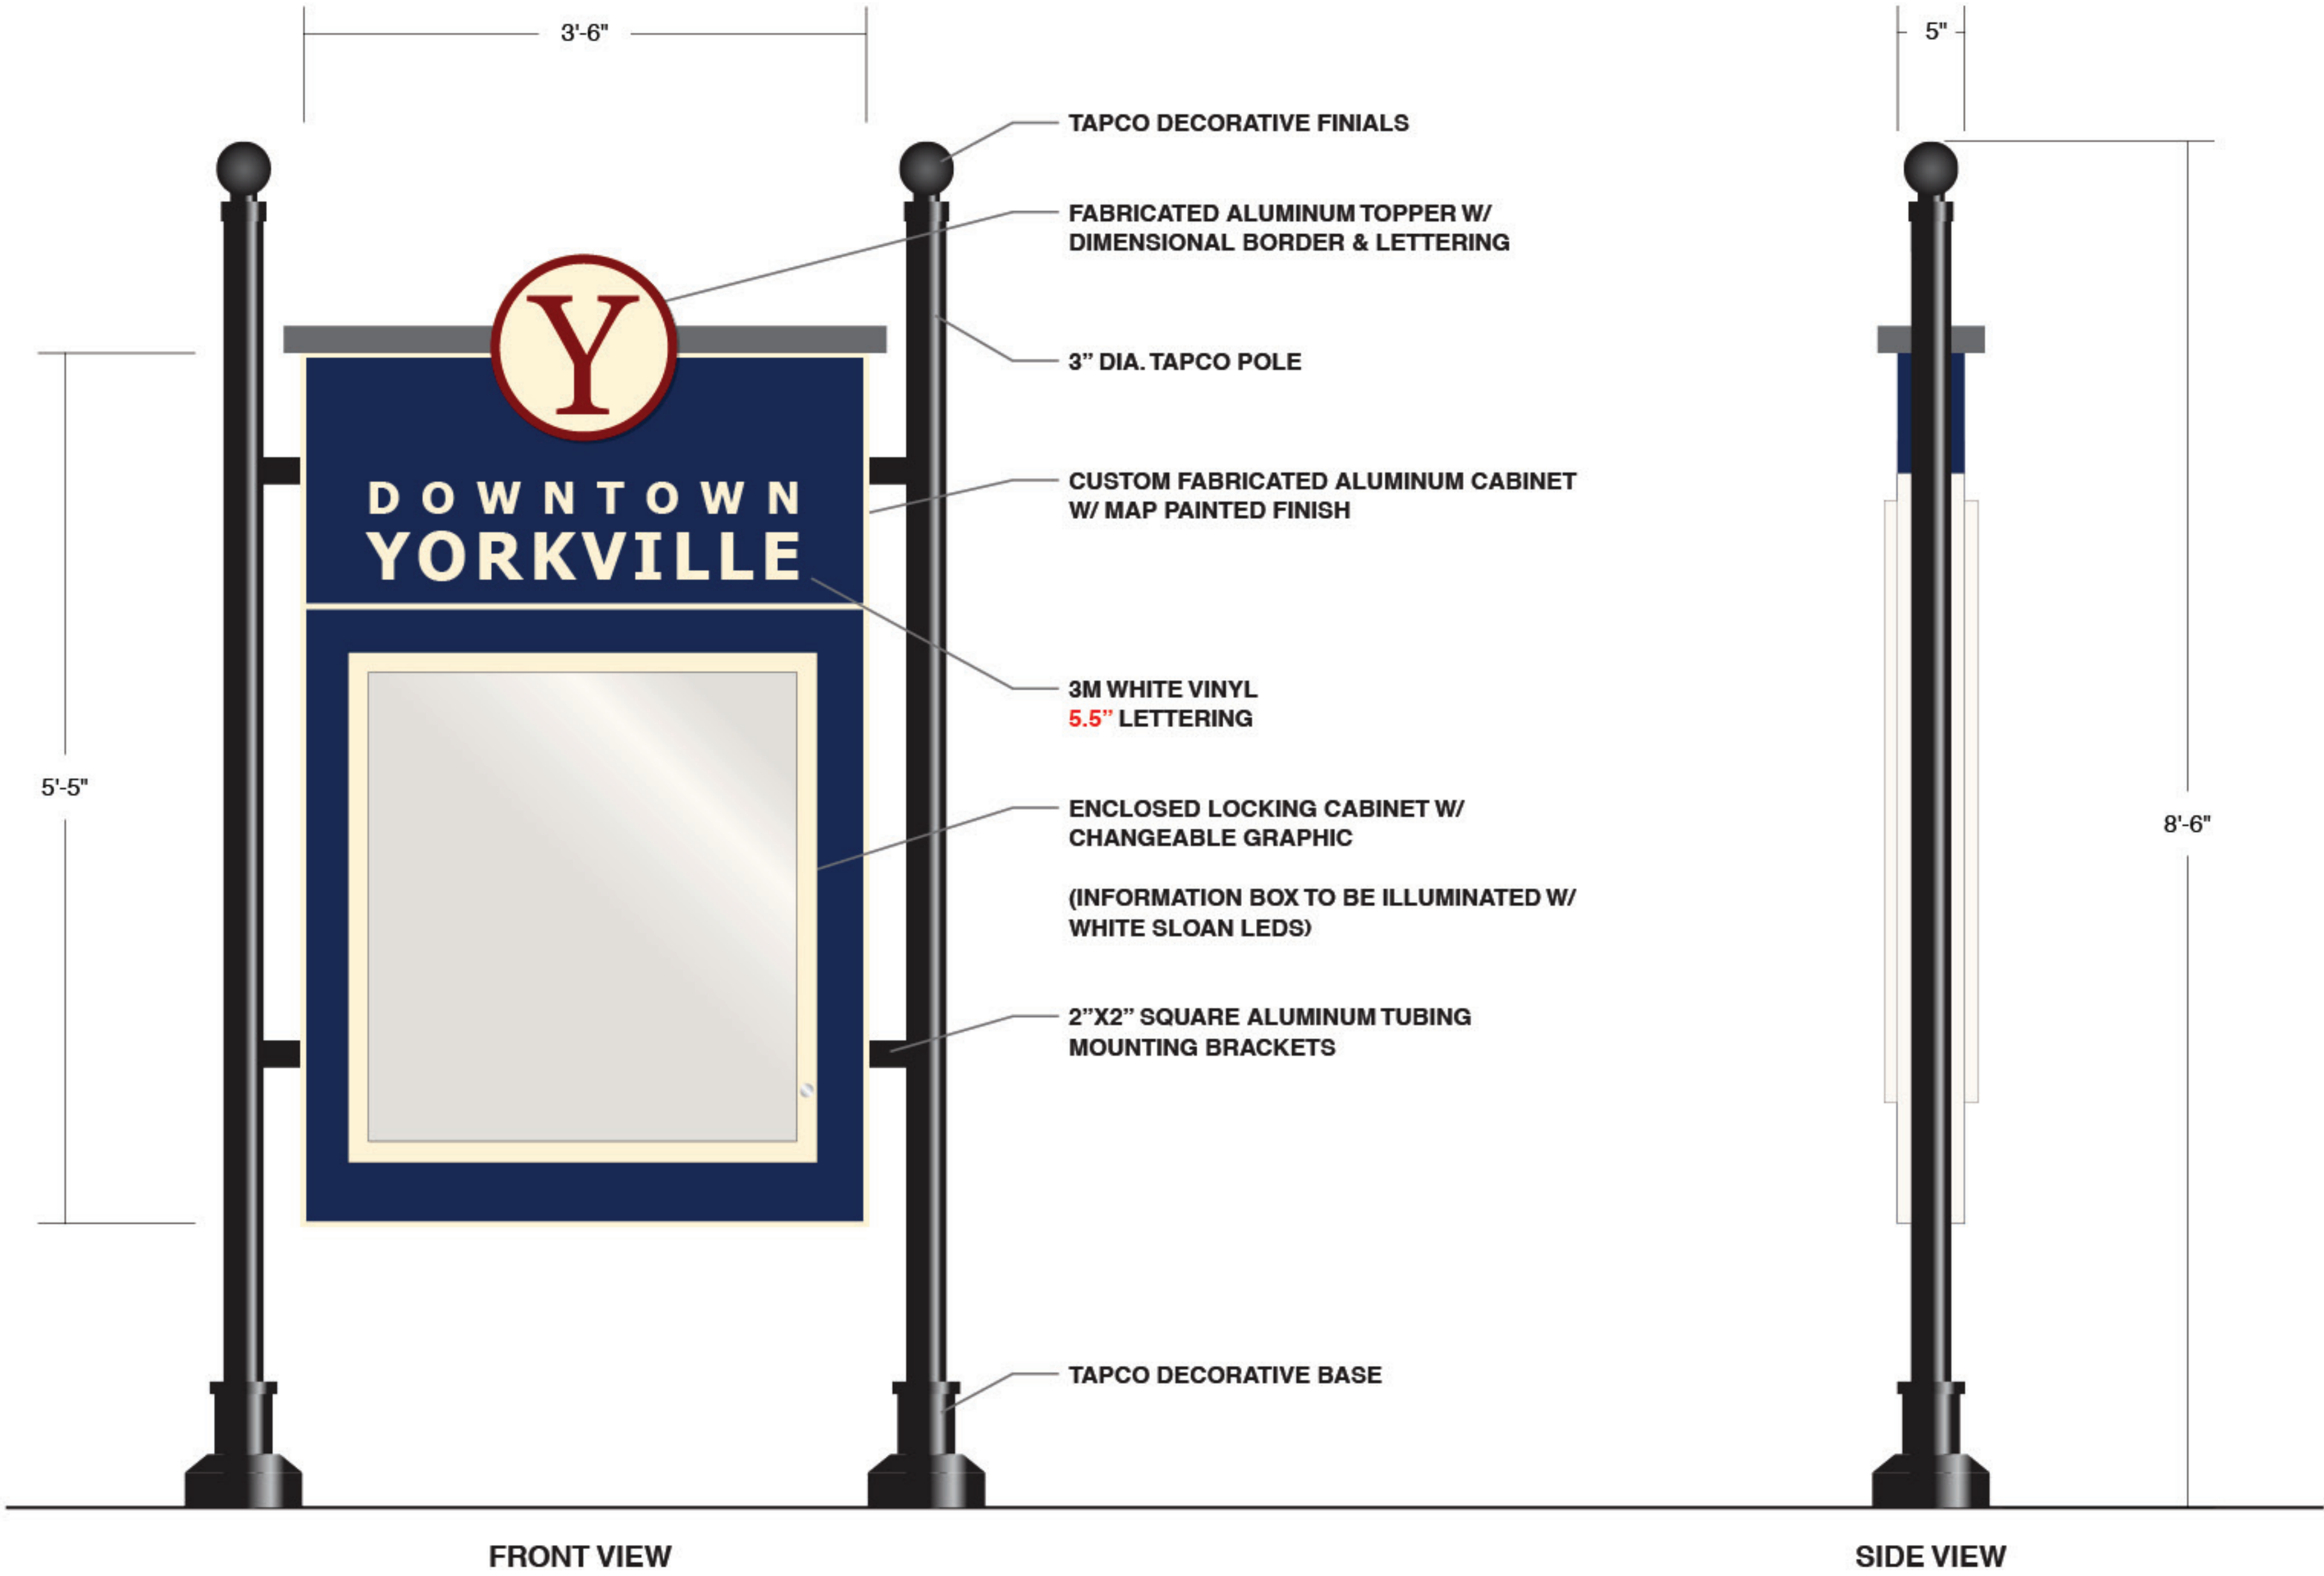 3'-6"
5"
TAPCO DECORATIVE FINIALS
FABRICATED ALUMINUM TOPPER W/
DIMENSIONAL BORDER & LETTERING
Y
3” DIA. TAPCO POLE
CUSTOM FABRICATED ALUMINUM CABINET
W/ MAP PAINTED FINISH
DOWNTOWN
YORKVILLE
3M WHITE VINYL
5.5” LETTERING
5'-5"
ENCLOSED LOCKING CABINET W/
CHANGEABLE GRAPHIC
8'-6"
(INFORMATION BOX TO BE ILLUMINATED W/
WHITE SLOAN LEDS)
2”X2” SQUARE ALUMINUM TUBING
MOUNTING BRACKETS
TAPCO DECORATIVE BASE
FRONT VIEW
SIDE VIEW